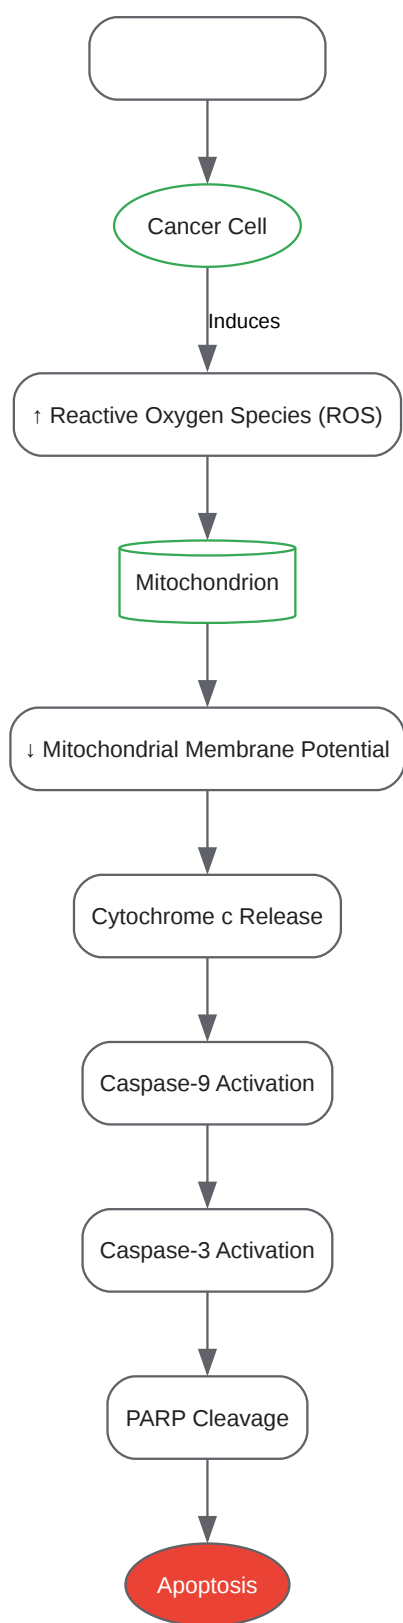 Cancer Cell
Induces
↑ Reactive Oxygen Species (ROS)
Mitochondrion
↓ Mitochondrial Membrane Potential
Cytochrome c Release
Caspase-9 Activation
Caspase-3 Activation
PARP Cleavage
Apoptosis